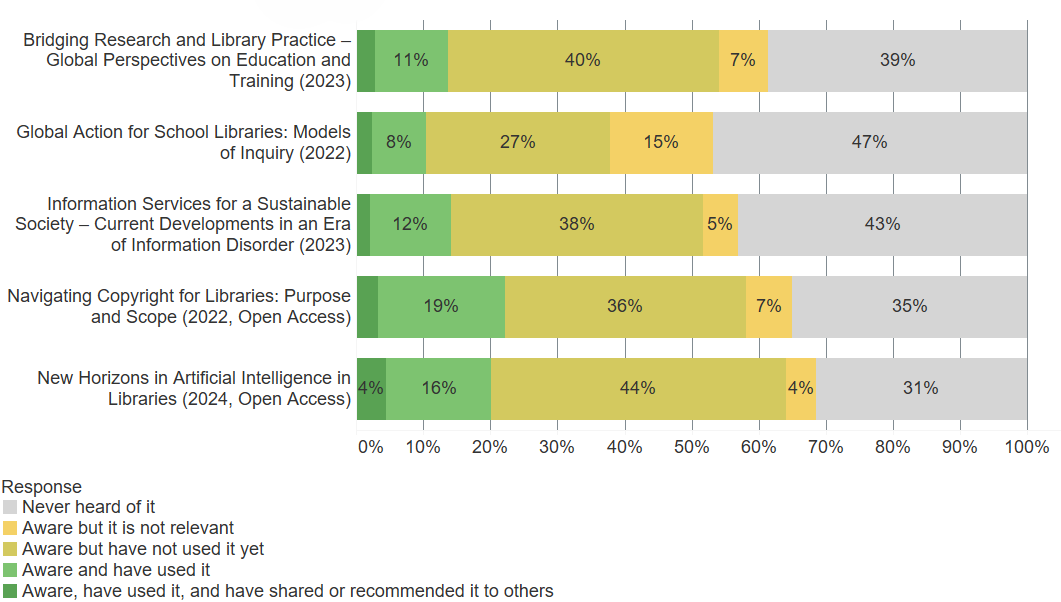 Bridging Research and Library Practice –
Global Perspectives on Education and
Training (2023)
11% 40% 7% 39%
Global Action for School Libraries: Models
of Inquiry (2022)
8% 27% 15% 47%
Information Services for a Sustainable
Society – Current Developments in an Era
of Information Disorder (2023)
12% 38% 5% 43%
Navigating Copyright for Libraries: Purpose
and Scope (2022, Open Access)
19% 36% 7% 35%
New Horizons in Artificial Intelligence in
Libraries (2024, Open Access)
4% 16% 44% 4% 31%
0% 10% 20% 30% 40% 50% 60% 70% 80% 90% 100%
Response
Never heard of it
Aware but it is not relevant
Aware but have not used it yet
Aware and have used it
Aware, have used it, and have shared or recommended it to others